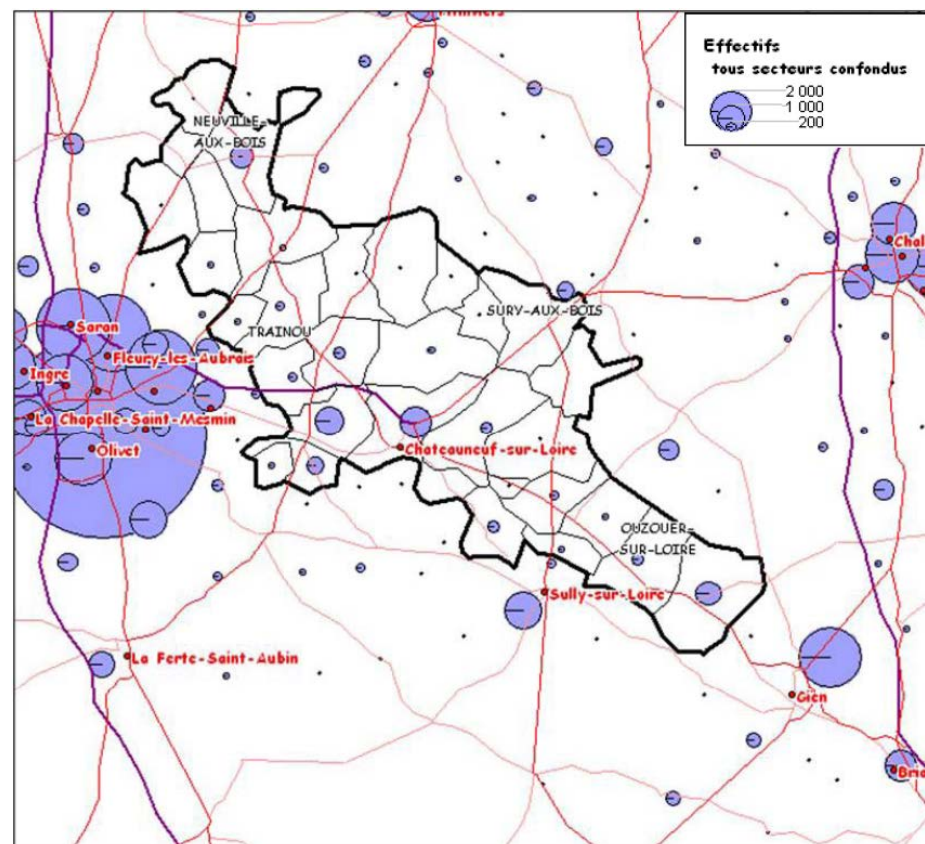 Effectifs
tous secteurs confondus
2 000
1 000
200
NEUVILLE-
AUX-BOIS
SURY-AUX-BOIS
TRAINOU
Saran
Fleury-les-Aubrais
Ingre
La Chapelle-Saint-Mesmin
Olivet
Chateauneuf-sur-Loire
OUZOUER-
SUR-LOIRE
Sully-sur-Loire
La Ferte-Saint-Aubin
Gien
Chal
Bria